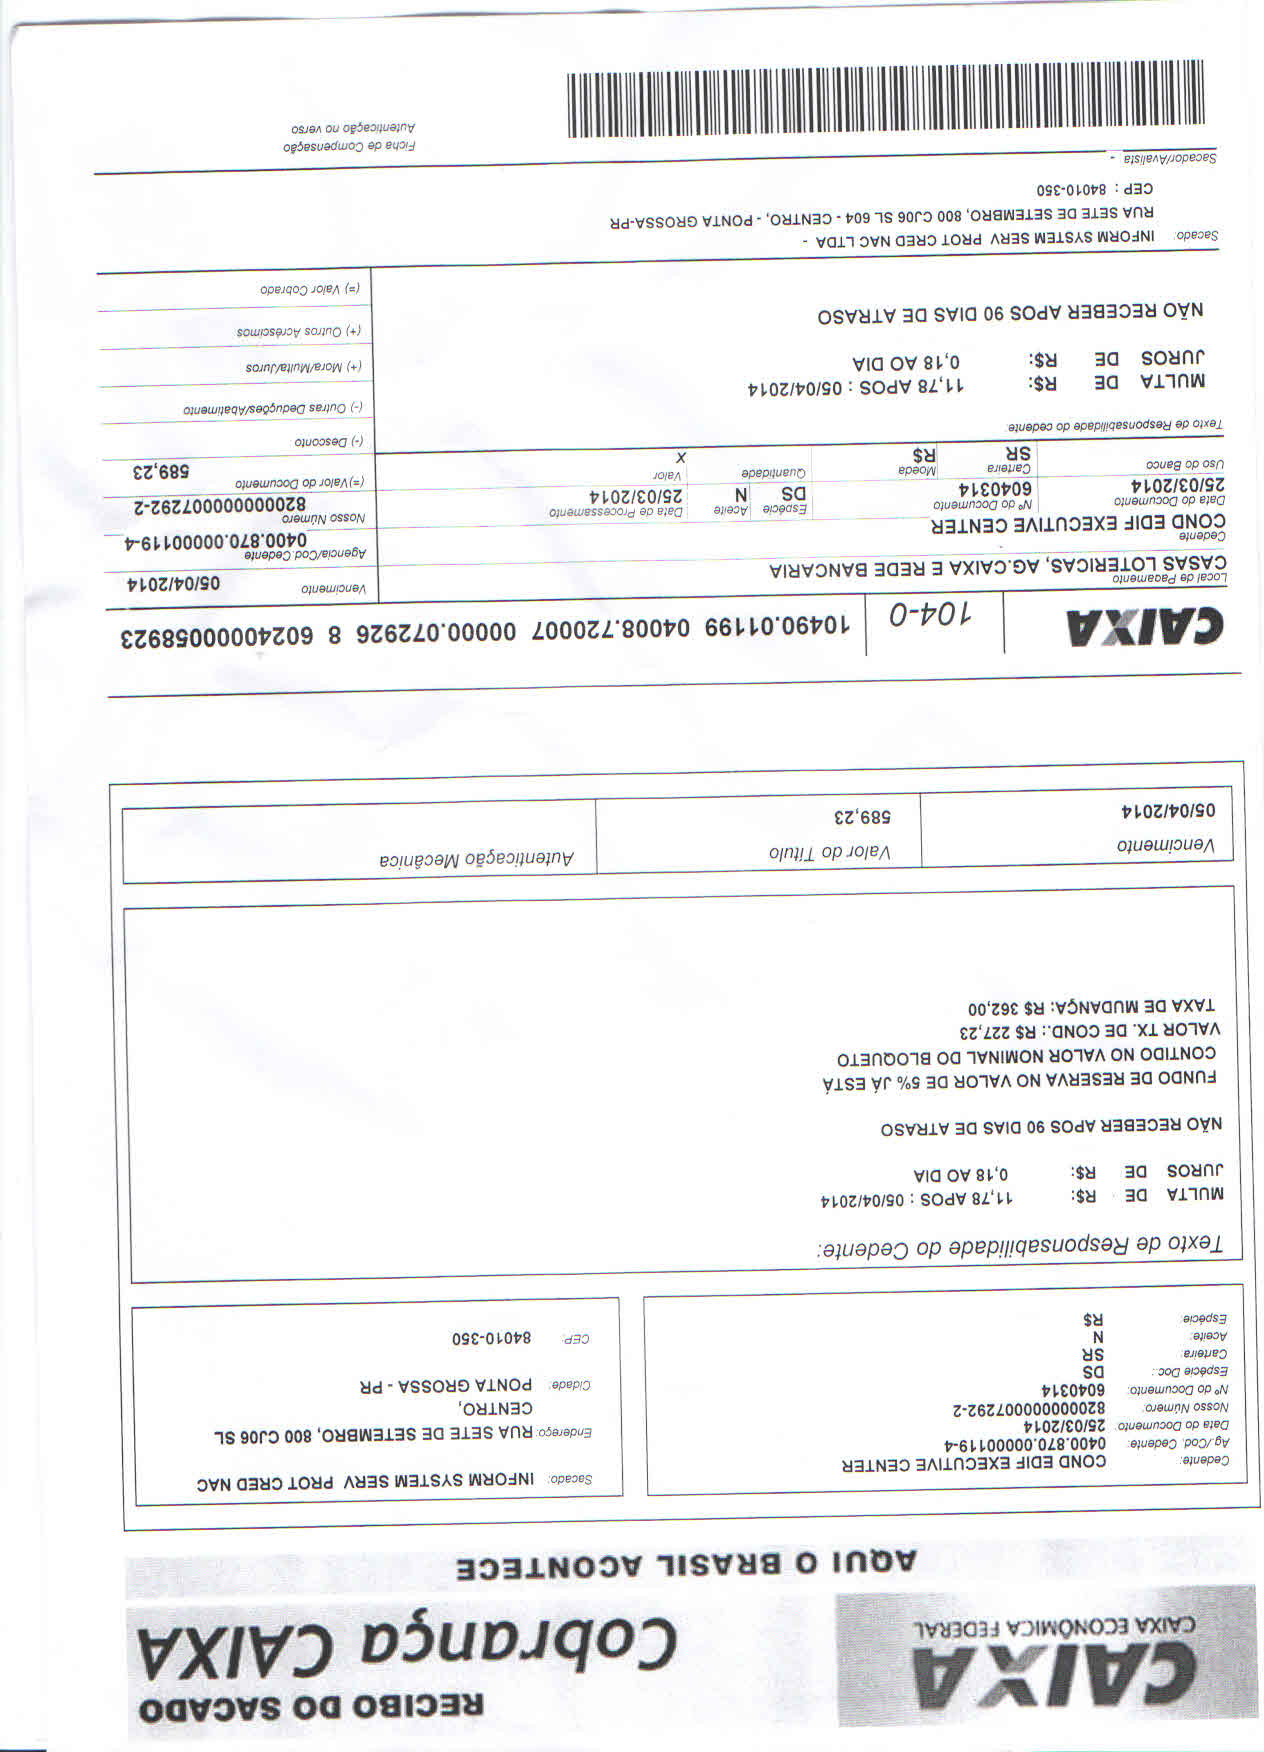 RECIBO DO SACADO
CAIXA
CAIXA ECONÔMICA FEDERAL
Cobrança CAIXA
AQUI O BRASIL ACONTECE
Cedente: COND EDIF EXECUTIVE CENTER
Ag./Cod. Cedente: 0400.870.00000119-4
Data do Documento: 25/03/2014
Nosso Número: 820000000007292-2
Nº do Documento: 6040314
Espécie Doc.: DS
Carteira: SR
Aceite: N
Espécie: R$
Sacado: INFORM SYSTEM SERV PROT CRED NAC
Endereço: RUA SETE DE SETEMBRO, 800 CJ06 SL
CENTRO,
Cidade: PONTA GROSSA - PR
CEP: 84010-350
Texto de Responsabilidade do Cedente:
MULTA DE R$: 11,78 APOS : 05/04/2014
JUROS DE R$: 0,18 AO DIA
NÃO RECEBER APOS 90 DIAS DE ATRASO
FUNDO DE RESERVA NO VALOR DE 5% JÁ ESTÁ
CONTIDO NO VALOR NOMINAL DO BLOQUETO
VALOR TX. DE COND.: R$ 227,23
TAXA DE MUDANÇA: R$ 362,00
Vencimento Valor do Título Autenticação Mecânica
05/04/2014 589,23
CAIXA 104-0 10490.01199 04008.720007 00000.072926 8 60240000058923
Local de Pagamento
CASAS LOTERICAS, AG.CAIXA E REDE BANCARIA
Vencimento 05/04/2014
Cedente
COND EDIF EXECUTIVE CENTER
Agencia/Cod Cedente
0400.870.00000119-4
Data do Documento Nº do Documento Espécie Aceite Data de Processamento
25/03/2014 6040314 DS N 25/03/2014
Nosso Número
820000000007292-2
Uso do Banco Carteira Moeda Quantidade Valor
SR R$ X
(=)Valor do Documento
589,23
Texto de Responsabilidade do cedente:
MULTA DE R$: 11,78 APOS : 05/04/2014
JUROS DE R$: 0,18 AO DIA
NÃO RECEBER APOS 90 DIAS DE ATRASO
(-) Desconto
(-) Outras Deduções/Abatimento
(+) Mora/Multa/Juros
(+) Outros Acréscimos
(=) Valor Cobrado
Sacado: INFORM SYSTEM SERV PROT CRED NAC LTDA -
RUA SETE DE SETEMBRO, 800 CJ06 SL 604 - CENTRO, - PONTA GROSSA-PR
CEP : 84010-350
Sacador/Avalista -
Ficha de Compensação
Autenticação no verso